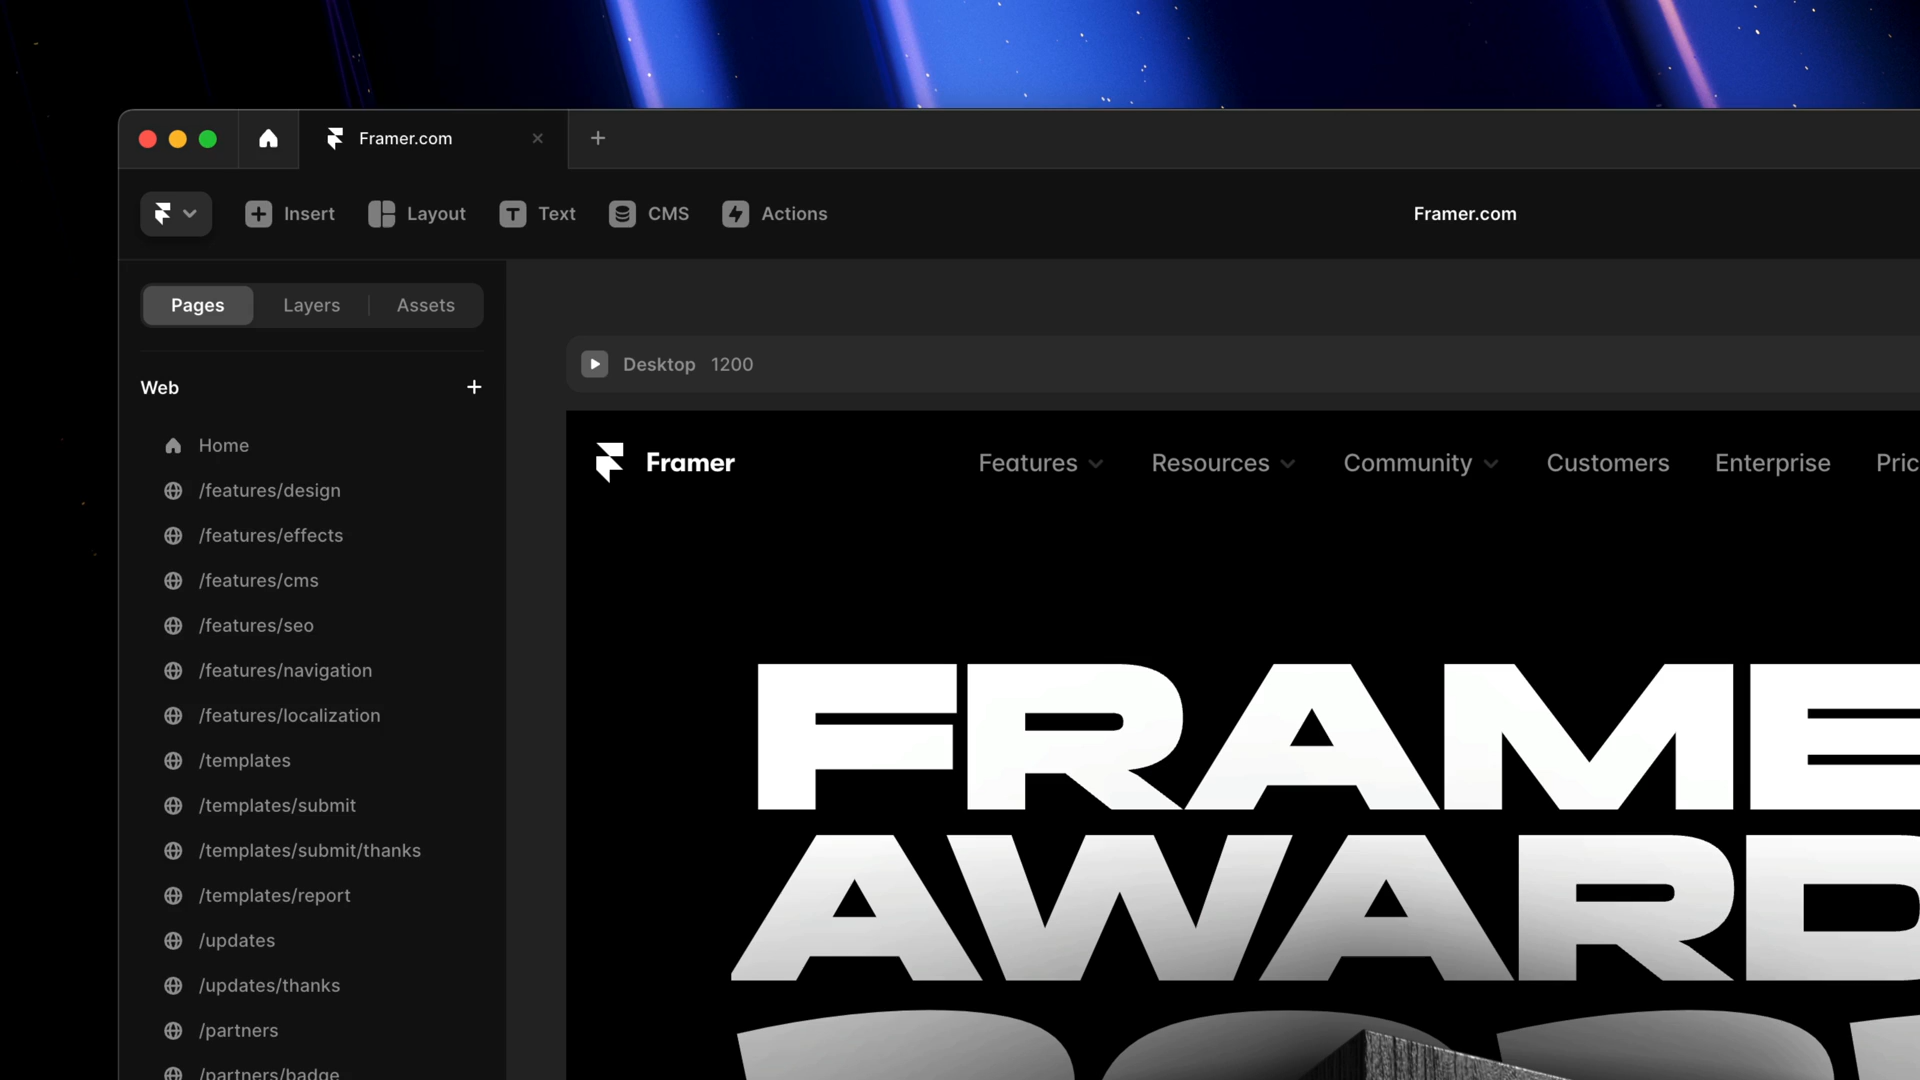 Framer.com
Insert
Layout
Text
CMS
Actions
Framer.com
Pages
Layers
Assets
Web
Home
/features/design
/features/effects
/features/cms
/features/seo
/features/navigation
/features/localization
/templates
/templates/submit
/templates/submit/thanks
/templates/report
/updates
/updates/thanks
/partners
/partners/badge
Desktop 1200
Framer
Features
Resources
Community
Customers
Enterprise
Pric
FRAME
AWARD